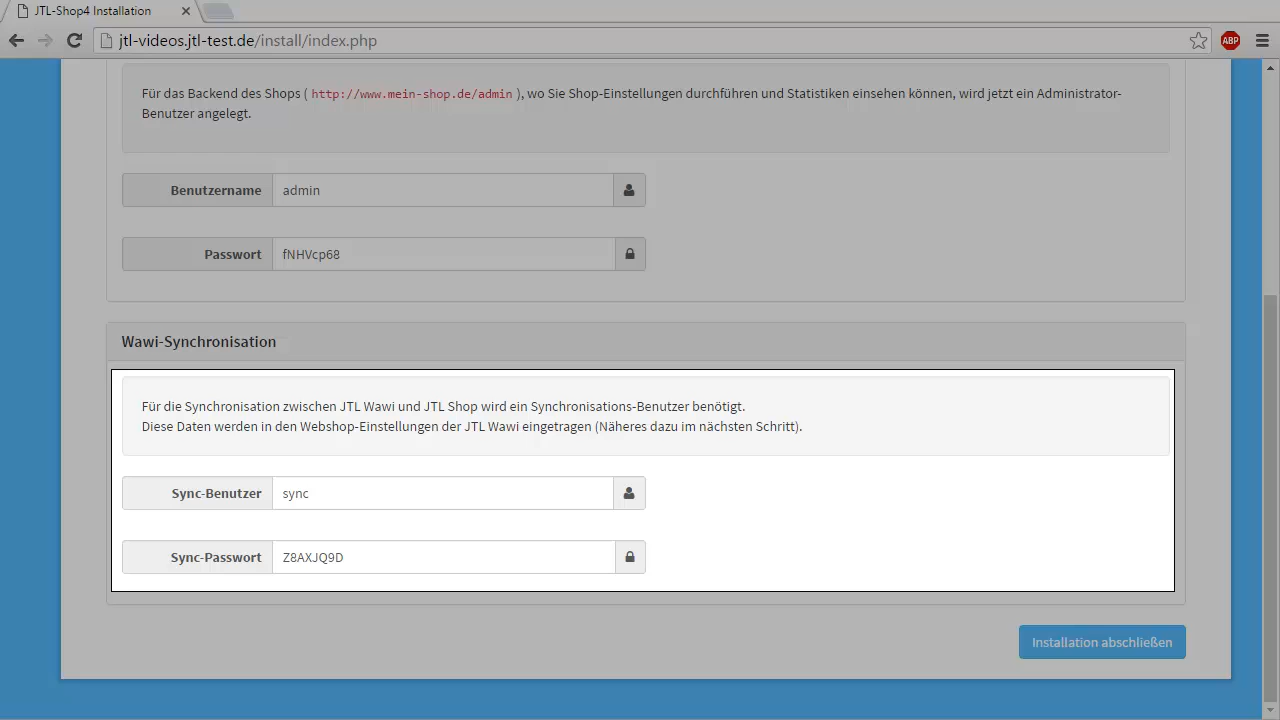 JTL-Shop4 Installation
jtl-videos.jtl-test.de/install/index.php
ABP
Für das Backend des Shops ( http://www.mein-shop.de/admin ), wo Sie Shop-Einstellungen durchführen und Statistiken einsehen können, wird jetzt ein Administrator-
Benutzer angelegt.
Benutzername admin
Passwort fNHVcp68
Wawi-Synchronisation
Für die Synchronisation zwischen JTL Wawi und JTL Shop wird ein Synchronisations-Benutzer benötigt.
Diese Daten werden in den Webshop-Einstellungen der JTL Wawi eingetragen (Näheres dazu im nächsten Schritt).
Sync-Benutzer sync
Sync-Passwort Z8AXJQ9D
Installation abschließen